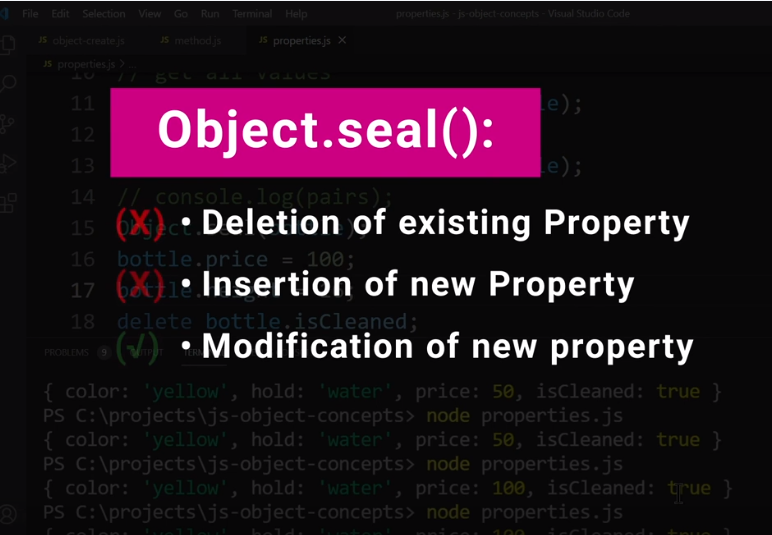 File Edit Selection View Go Run Terminal Help properties.js - js-object-concepts - Visual Studio Code
JS object-create.js JS method.js JS properties.js ×
JS properties.js > ...
10 // get all values
11 le);
Object.seal():
12
13 le);
14 // console.log(pairs);
15
(X) • Deletion of existing Property
16 bottle.price = 100;
(X) • Insertion of new Property
17
18 delete bottle.isCleaned;
(√) • Modification of new property
PROBLEMS 9 OUTPUT
{ color: 'yellow', hold: 'water', price: 50, isCleaned: true }
PS C:\projects\js-object-concepts> node properties.js
{ color: 'yellow', hold: 'water', price: 50, isCleaned: true }
PS C:\projects\js-object-concepts> node properties.js
{ color: 'yellow', hold: 'water', price: 100, isCleaned: true }
PS C:\projects\js-object-concepts> node properties.js